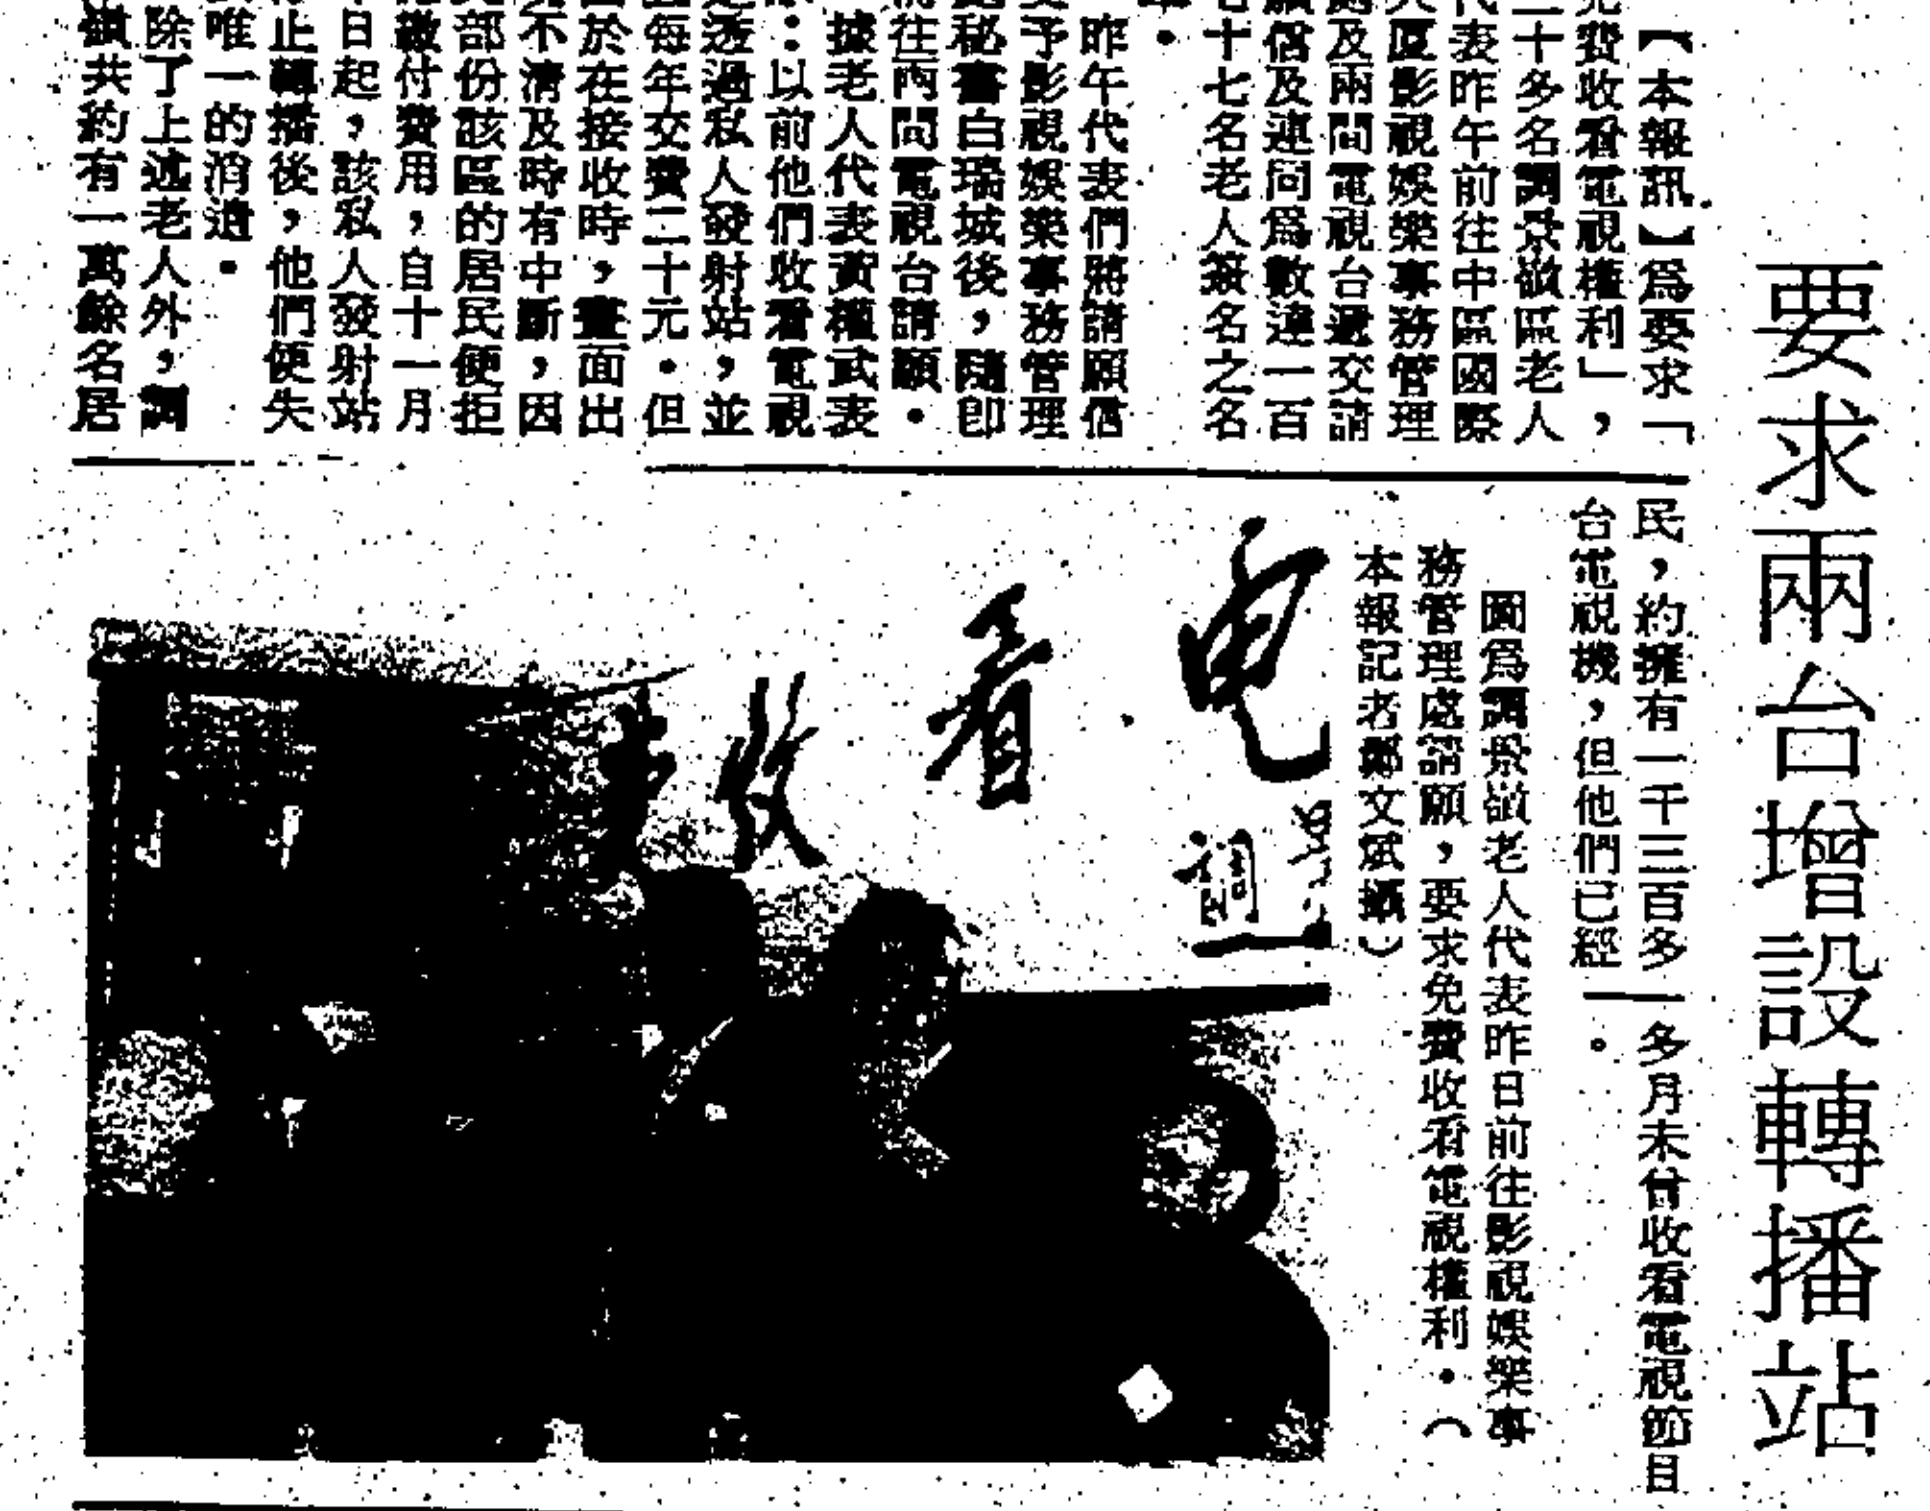 要求兩台增設轉播站
【本報訊】爲要求「
免費收看電視權利」，
二十多名調景嶺區老人
代表昨午前往中區國際
大厦影視娛樂事務管理
處及兩間電視台遞交請
願信及連同爲數達一百
七十七名老人簽名之名
昨午代表們將請願信
交予影視娛樂事務管理
處秘書白瑞城後，隨即
前往兩間電視台請願。
據老人代表黃權武表
：以前他們收看電視
透過私人發射站，並
每年交費二十元。但
由於在接收時，畫面出
不清及時有中斷，因
部份該區的居民便拒
繳付費用，自十一月
日起，該私人發射站
停止轉播後，他們便失
唯一的消遣。
除了上述老人外，調
嶺共約有一萬餘名居
民，約擁有一千三百多
台電視機，但他們已經
一多月未曾收看電視節目
。
圖爲調景嶺老人代表昨日前往影視娛樂事
務管理處請願，要求免費收看電視權利。（
本報記者鄭文斌攝）
電
看
收
調